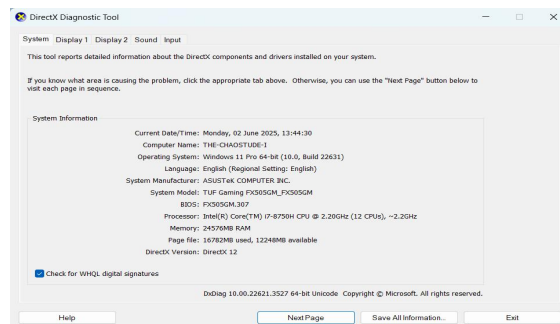 DirectX Diagnostic Tool
System Display 1 Display 2 Sound Input
This tool reports detailed information about the DirectX components and drivers installed on your system.
If you know what area is causing the problem, click the appropriate tab above. Otherwise, you can use the "Next Page" button below to
visit each page in sequence.
System Information
Current Date/Time: Monday, 02 June 2025, 13:44:30
Computer Name: THE-CHAOSTUDE-I
Operating System: Windows 11 Pro 64-bit (10.0, Build 22631)
Language: English (Regional Setting: English)
System Manufacturer: ASUSTeK COMPUTER INC.
System Model: TUF Gaming FX505GM_FX505GM
BIOS: FX505GM.307
Processor: Intel(R) Core(TM) i7-8750H CPU @ 2.20GHz (12 CPUs), ~2.2GHz
Memory: 24576MB RAM
Page file: 16782MB used, 12248MB available
DirectX Version: DirectX 12
Check for WHQL digital signatures
DxDiag 10.00.22621.3527 64-bit Unicode Copyright © Microsoft. All rights reserved.
Help Next Page Save All Information... Exit